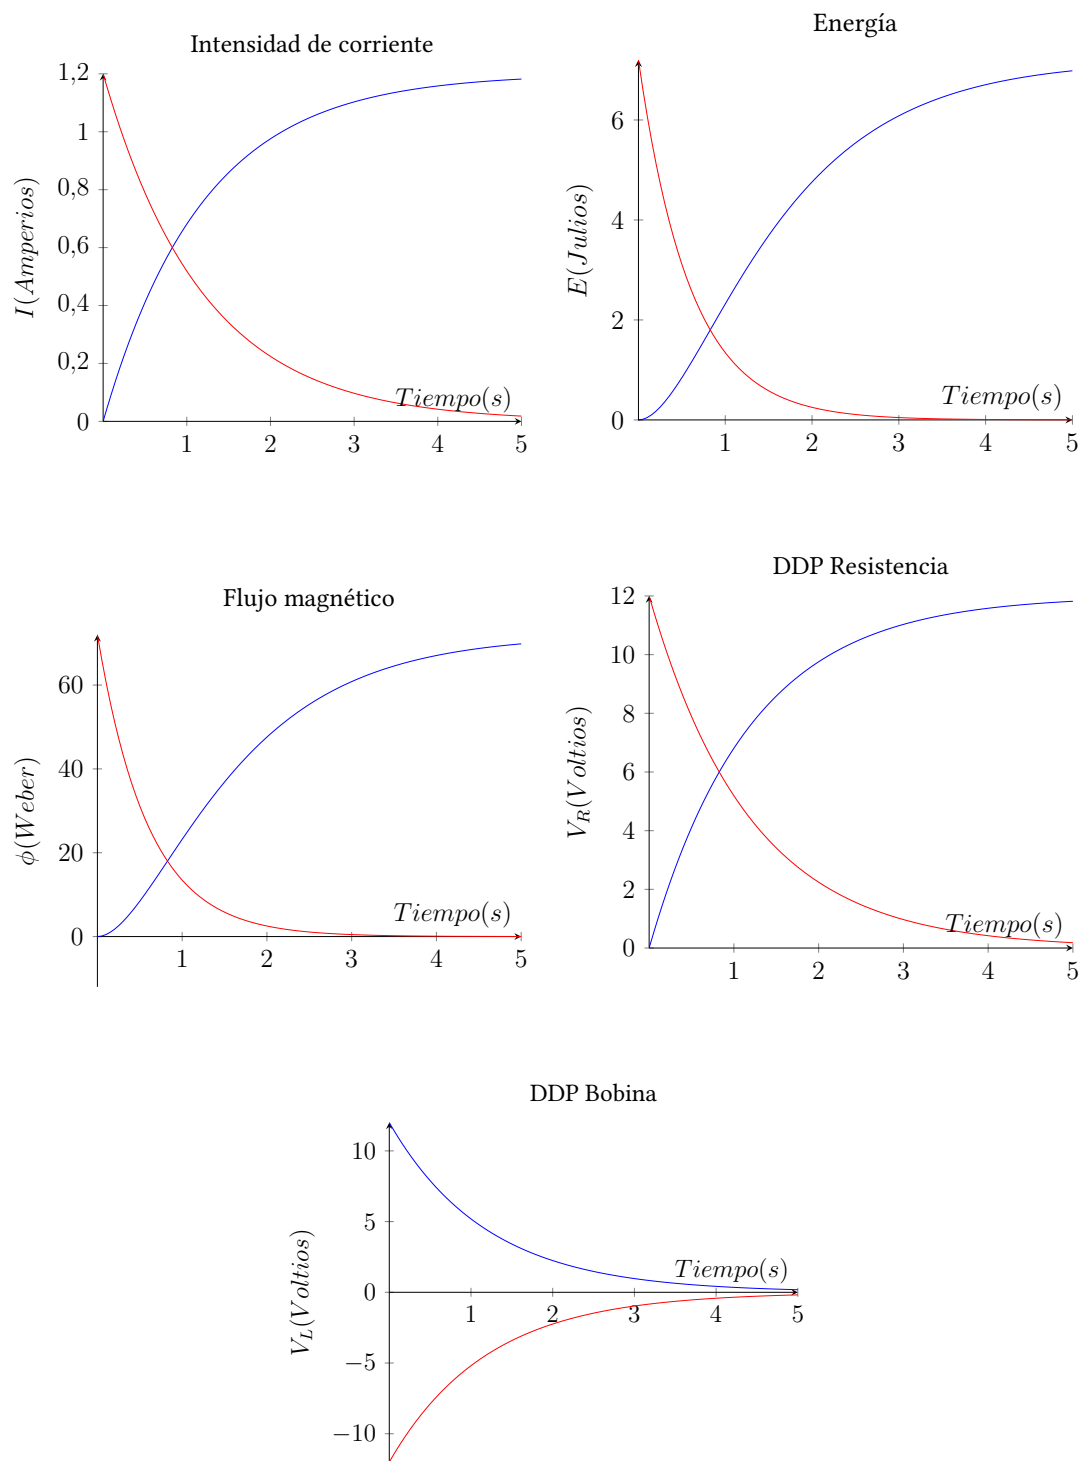 Intensidad de corriente
1,2
1
0,8
0,6
0,4
0,2
0
1 2 3 4 5
I(Amperios)
Tiempo(s)
Energía
6
4
2
0
1 2 3 4 5
E(Julios)
Tiempo(s)
Flujo magnético
60
40
20
0
1 2 3 4 5
ϕ(Weber)
Tiempo(s)
DDP Resistencia
12
10
8
6
4
2
0
1 2 3 4 5
V_R(Voltios)
Tiempo(s)
DDP Bobina
10
5
0
−5
−10
1 2 3 4 5
V_L(Voltios)
Tiempo(s)